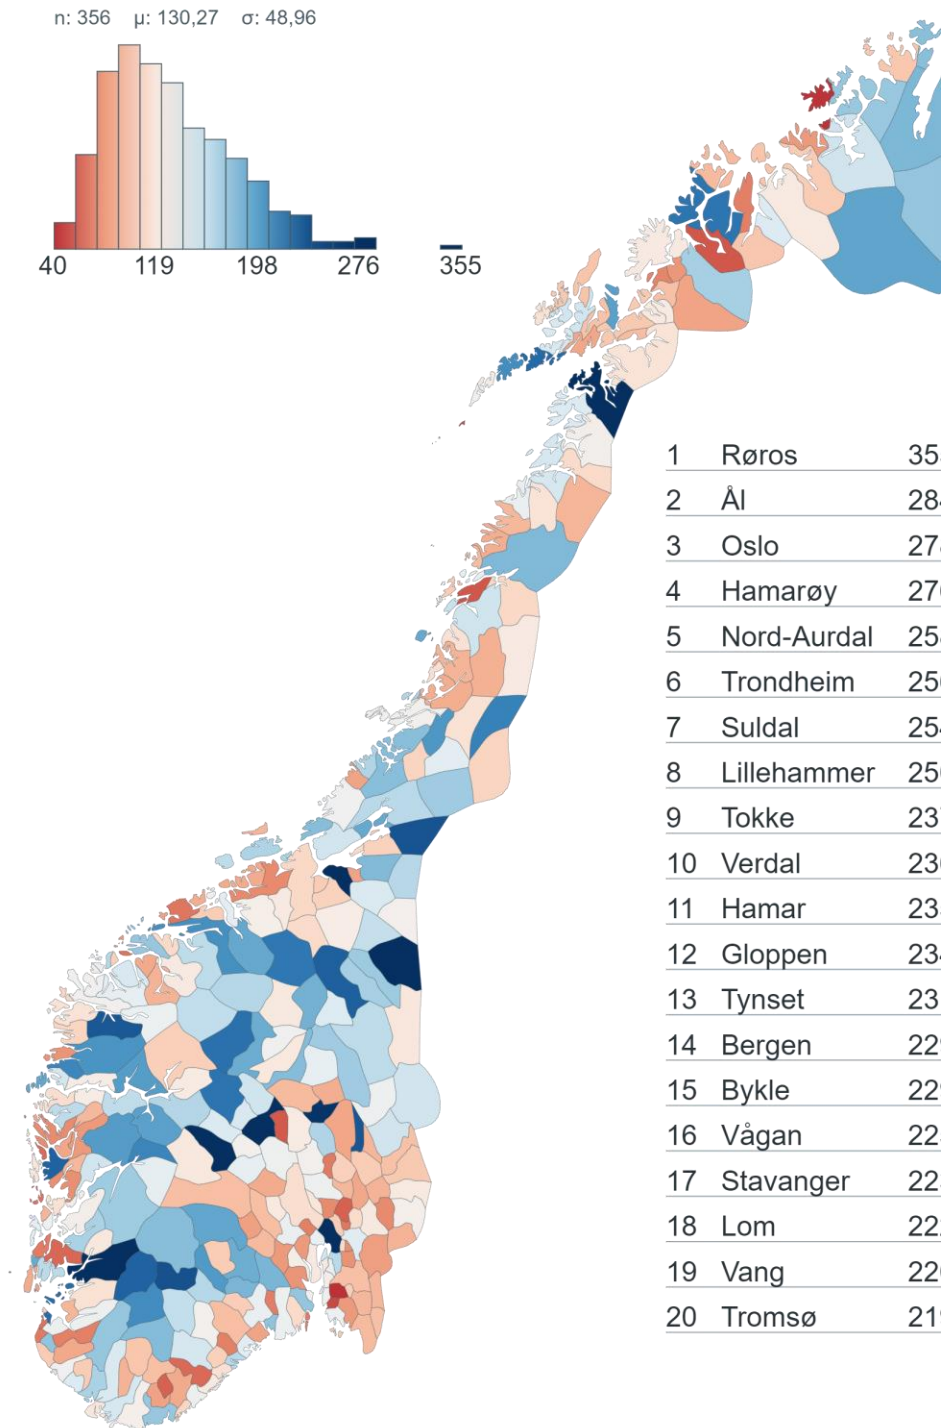 n: 356 μ: 130,27 σ: 48,96
40 119 198 276 355
1 Røros
2 Ål
3 Oslo
4 Hamarøy
5 Nord-Aurdal
6 Trondheim
7 Suldal
8 Lillehammer
9 Tokke
10 Verdal
11 Hamar
12 Gloppen
13 Tynset
14 Bergen
15 Bykle
16 Vågan
17 Stavanger
18 Lom
19 Vang
20 Tromsø